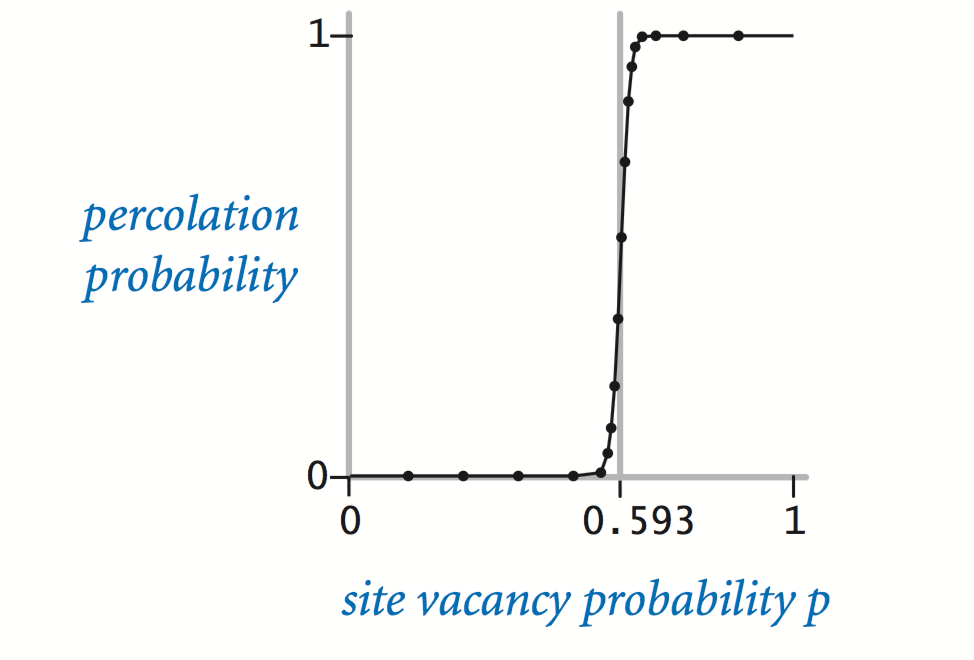 1
percolation
probability
0
0 0.593 1
site vacancy probability p